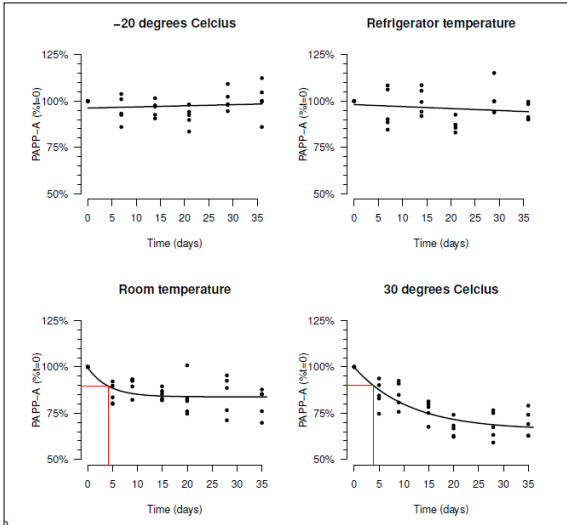 −20 degrees Celcius
125%
100%
75%
50%
PAPP−A (%t=0)
0 5 10 15 20 25 30 35
Time (days)
Refrigerator temperature
125%
100%
75%
50%
PAPP−A (%t=0)
0 5 10 15 20 25 30 35
Time (days)
Room temperature
125%
100%
75%
50%
PAPP−A (%t=0)
0 5 10 15 20 25 30 35
Time (days)
30 degrees Celcius
125%
100%
75%
50%
PAPP−A (%t=0)
0 5 10 15 20 25 30 35
Time (days)